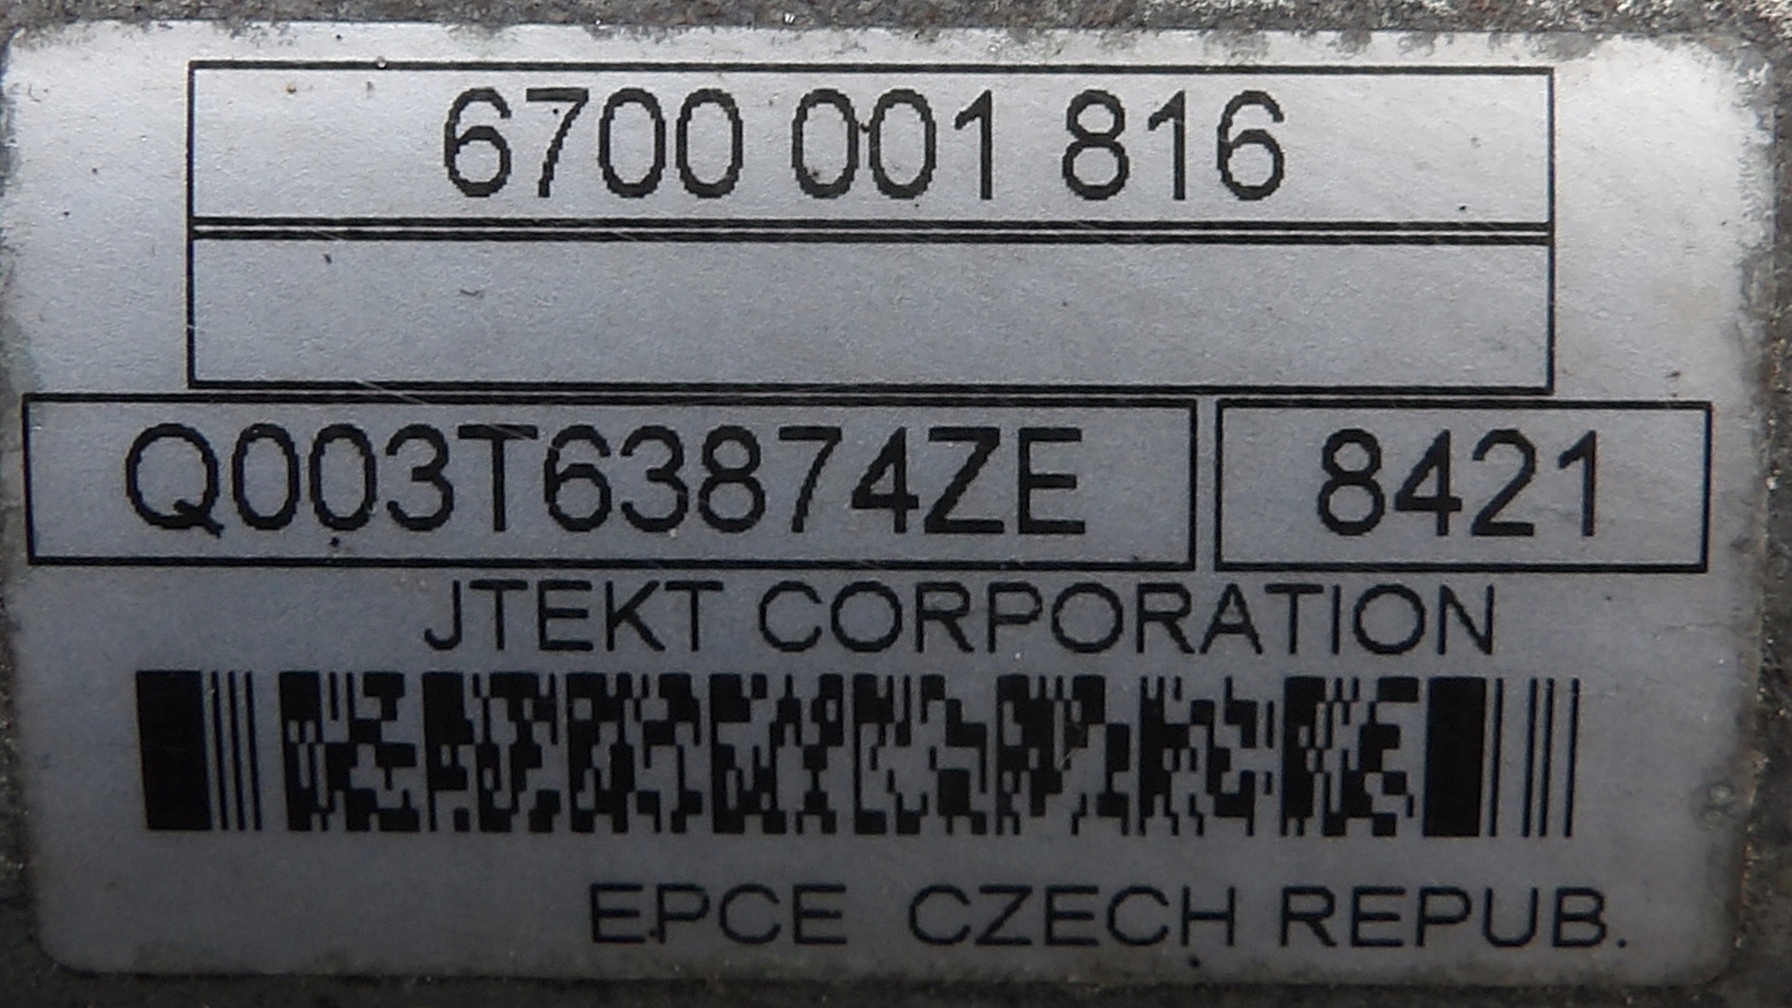 6700 001 816
Q003T63874ZE 8421
JTEKT CORPORATION
EPCE CZECH REPUB.